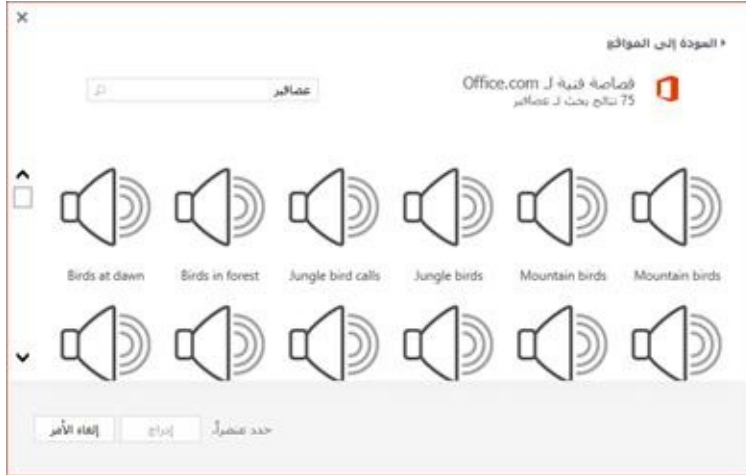 العودة إلى المواقع
قصاصة فنية لـ Office.com
75 نتائج بحث لـ عصافير
عصافير
Birds at dawn
Birds in forest
Jungle bird calls
Jungle birds
Mountain birds
Mountain birds
حدد عنصراً.
إدراج
إلغاء الأمر